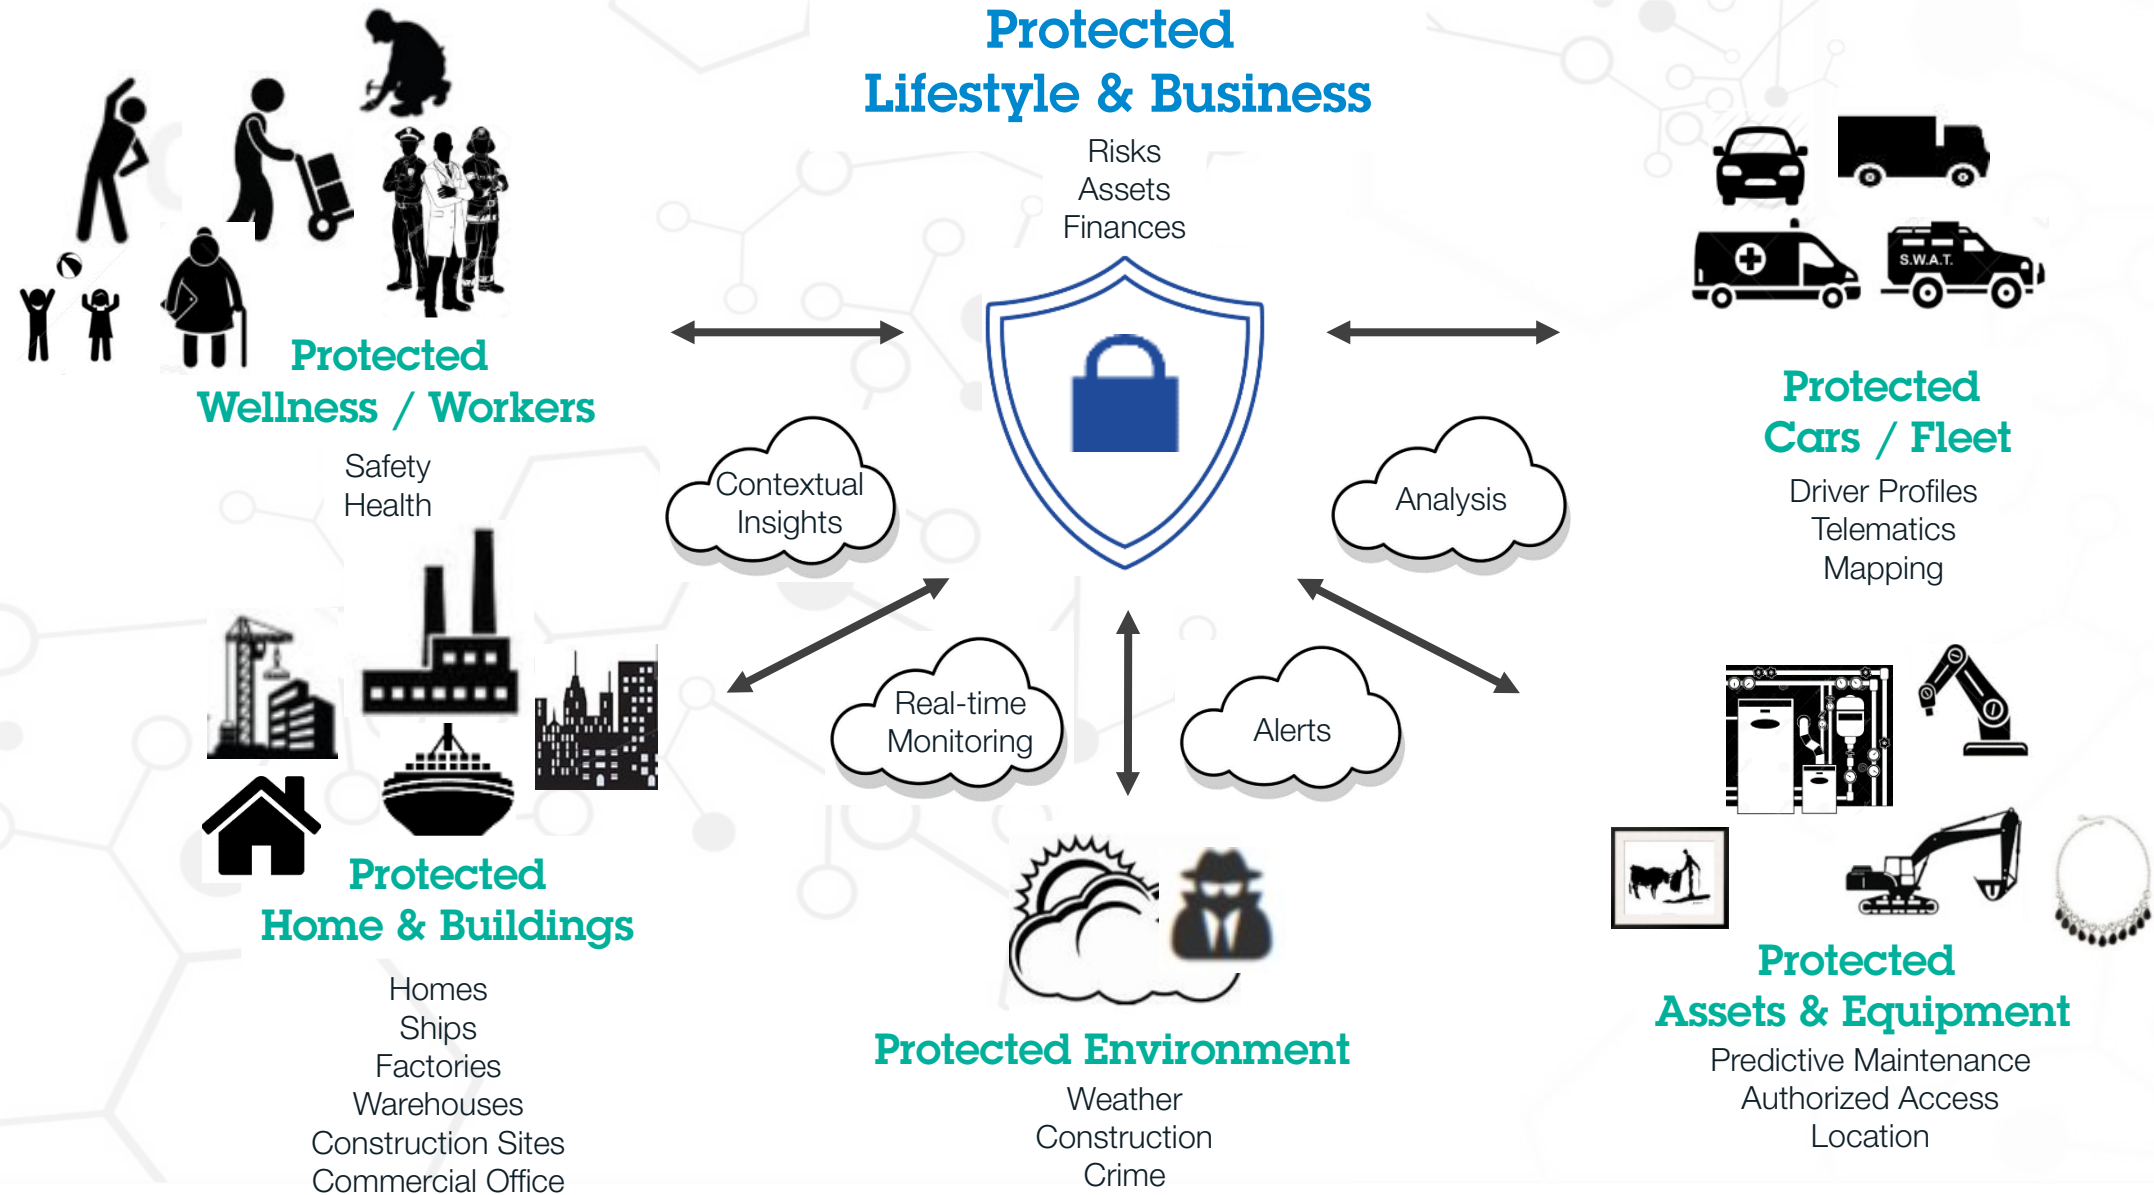 Protected
Lifestyle & Business
Risks
Assets
Finances
Protected
Wellness / Workers
Safety
Health
S.W.A.T.
Protected
Cars / Fleet
Driver Profiles
Telematics
Mapping
Contextual
Insights
Analysis
Real-time
Monitoring
Alerts
Protected
Home & Buildings
Homes
Ships
Factories
Warehouses
Construction Sites
Commercial Office
Protected Environment
Weather
Construction
Crime
Protected
Assets & Equipment
Predictive Maintenance
Authorized Access
Location